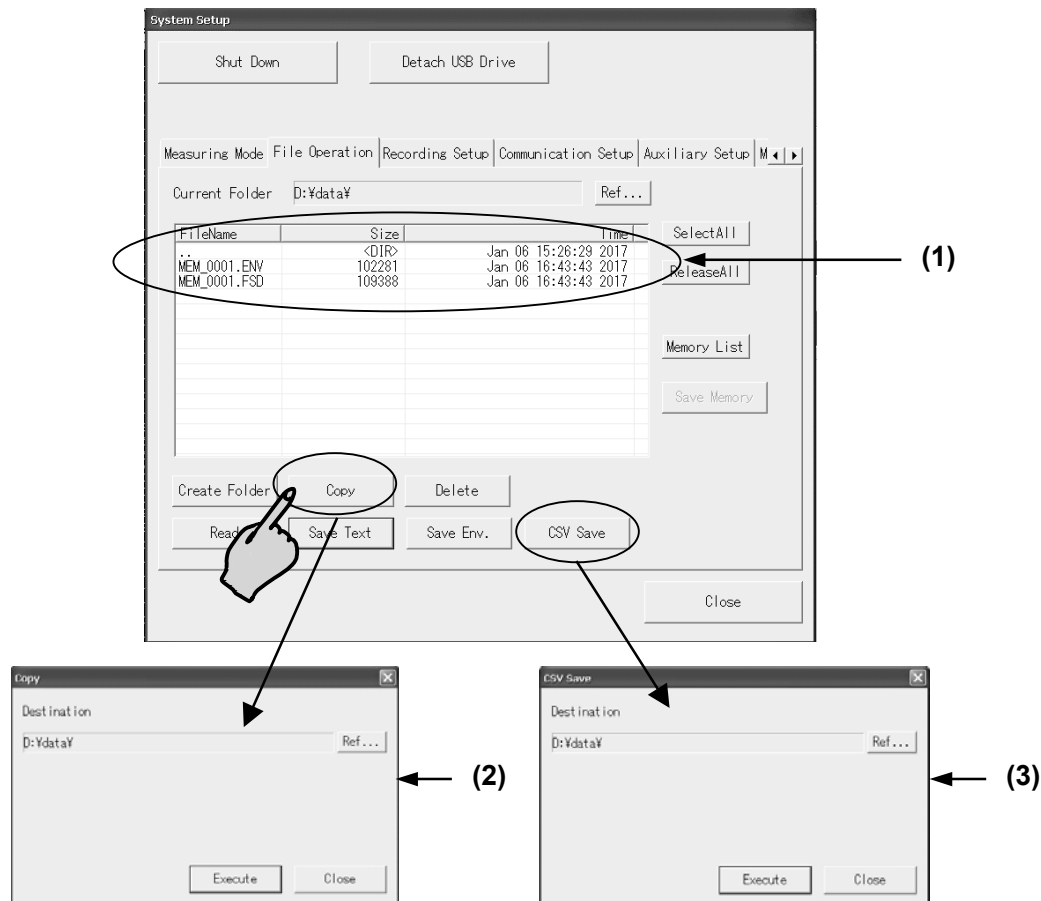 System Setup
Shut Down Detach USB Drive
Measuring Mode File Operation Recording Setup Communication Setup Auxiliary Setup M
Current Folder D:¥data¥ Ref...
FileName Size Time SelectAll
.. <DIR> Jan 06 15:26:29 2017
MEM_0001.ENV 102281 Jan 06 16:43:43 2017 ReleaseAll
MEM_0001.FSD 109388 Jan 06 16:43:43 2017
(1)
Memory List
Save Memory
Create Folder Copy Delete
Read Save Text Save Env. CSV Save
Close
Copy
Destination
D:¥data¥ Ref...
(2)
Execute Close
CSV Save
Destination
D:¥data¥ Ref...
(3)
Execute Close